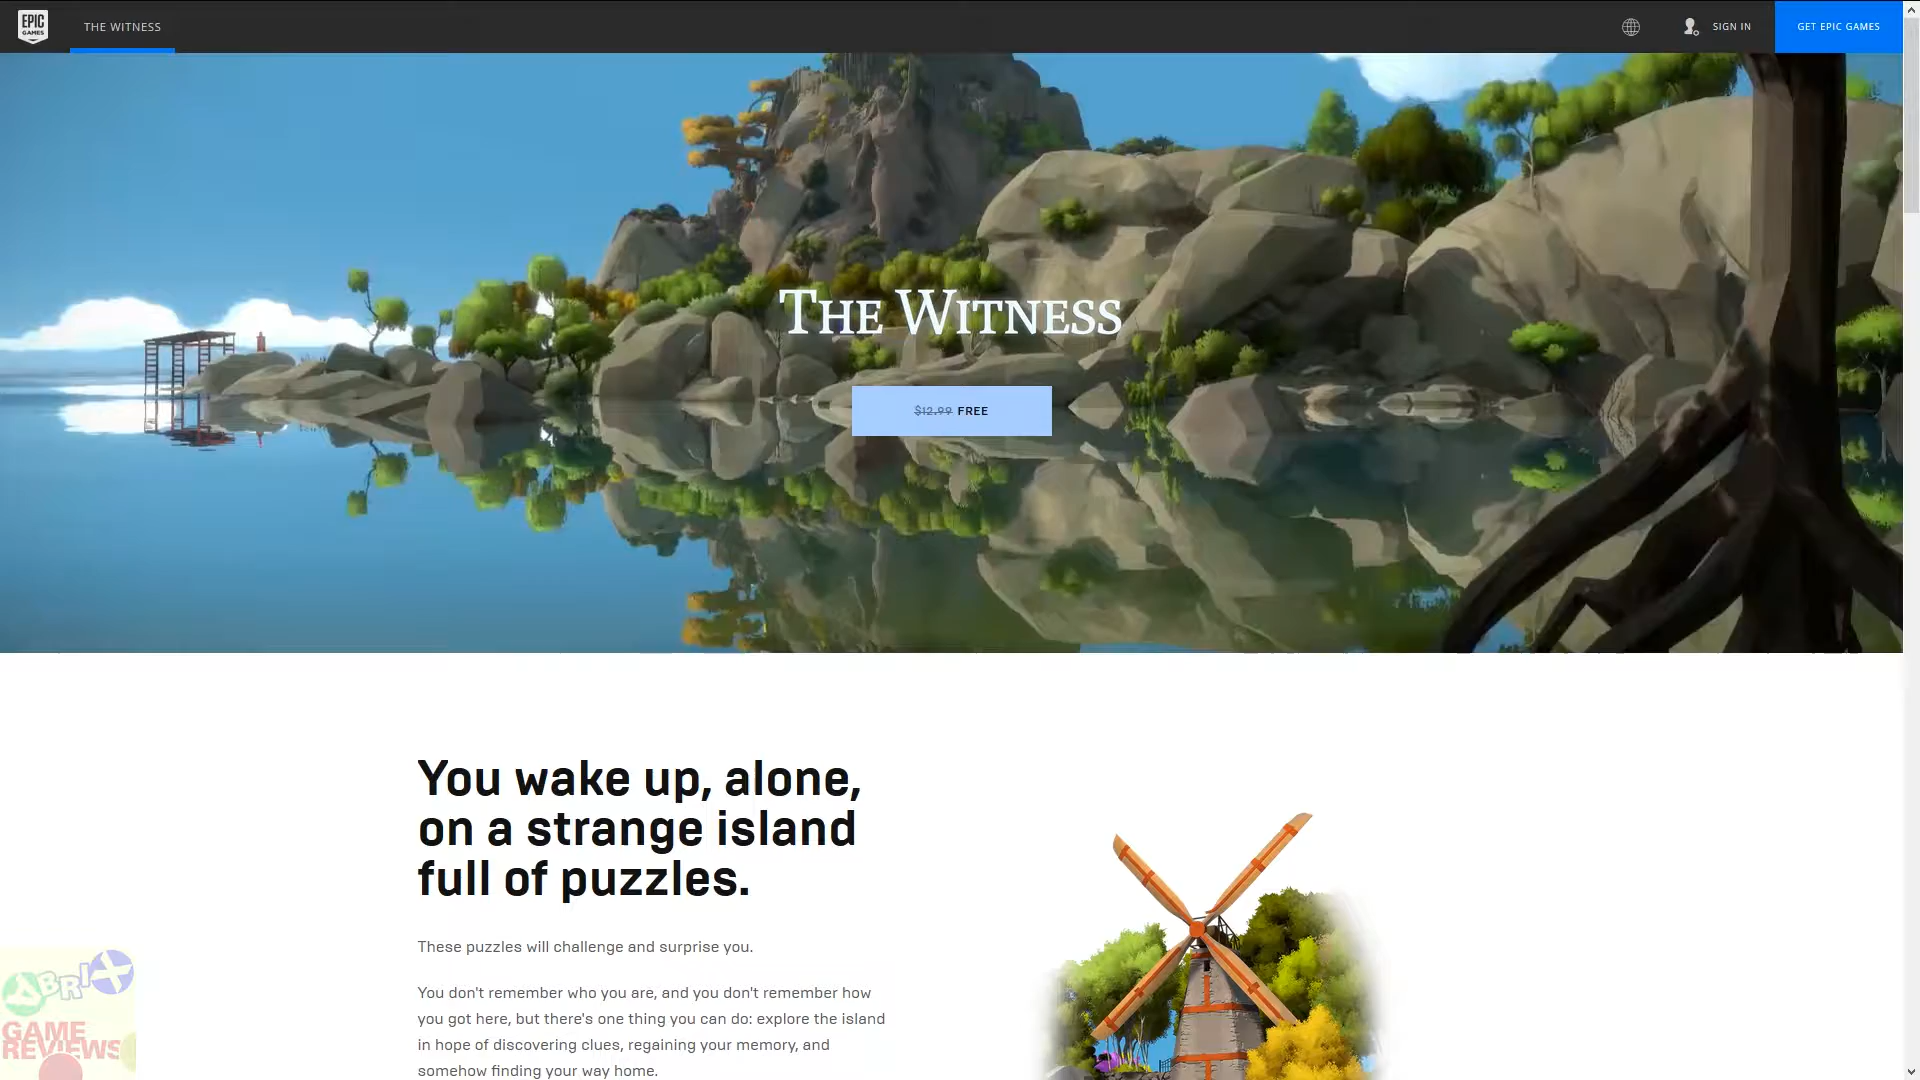 EPIC
GAMES
THE WITNESS
SIGN IN
GET EPIC GAMES
THE WITNESS
$12.99 FREE
You wake up, alone,
on a strange island
full of puzzles.
These puzzles will challenge and surprise you.
You don't remember who you are, and you don't remember how
you got here, but there's one thing you can do: explore the island
in hope of discovering clues, regaining your memory, and
somehow finding your way home.
ABRIX
GAME
REVIEWS